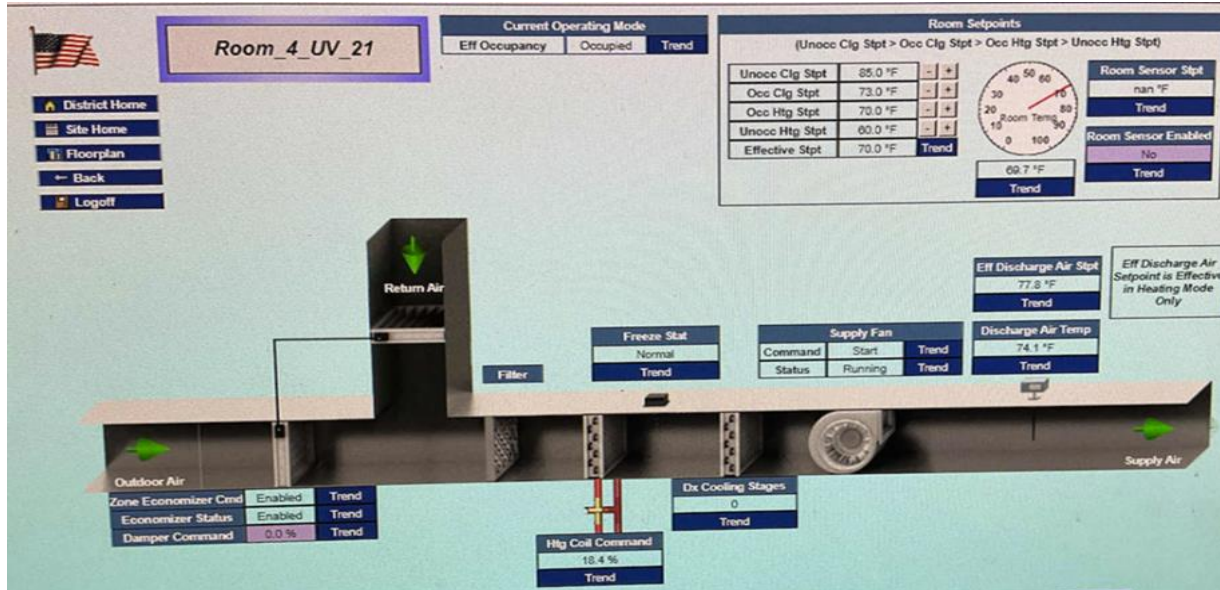 Room_4_UV_21
Current Operating Mode
Eff Occupancy Occupied Trend
Room Setpoints
(Unocc Clg Stpt > Occ Clg Stpt > Occ Htg Stpt > Unocc Htg Stpt)
Unocc Clg Stpt 85.0 °F - +
Occ Clg Stpt 73.0 °F - +
Occ Htg Stpt 70.0 °F - +
Unocc Htg Stpt 60.0 °F - +
Effective Stpt 70.0 °F Trend
0 10 20 30 40 50 60 70 80 90 100
Room Temp
69.7 °F
Trend
Room Sensor Stpt
nan °F
Trend
Room Sensor Enabled
No
Trend
District Home
Site Home
Floorplan
Back
Logoff
Return Air
Filter
Freeze Stat
Normal
Trend
Supply Fan
Command Start Trend
Status Running Trend
Eff Discharge Air Stpt
77.8 °F
Trend
Eff Discharge Air
Setpoint is Effective
in Heating Mode
Only
Discharge Air Temp
74.1 °F
Trend
Outdoor Air
Supply Air
Zone Economizer Cmd Enabled Trend
Economizer Status Enabled Trend
Damper Command 0.0 % Trend
Dx Cooling Stages
0
Trend
Htg Coil Command
18.4 %
Trend